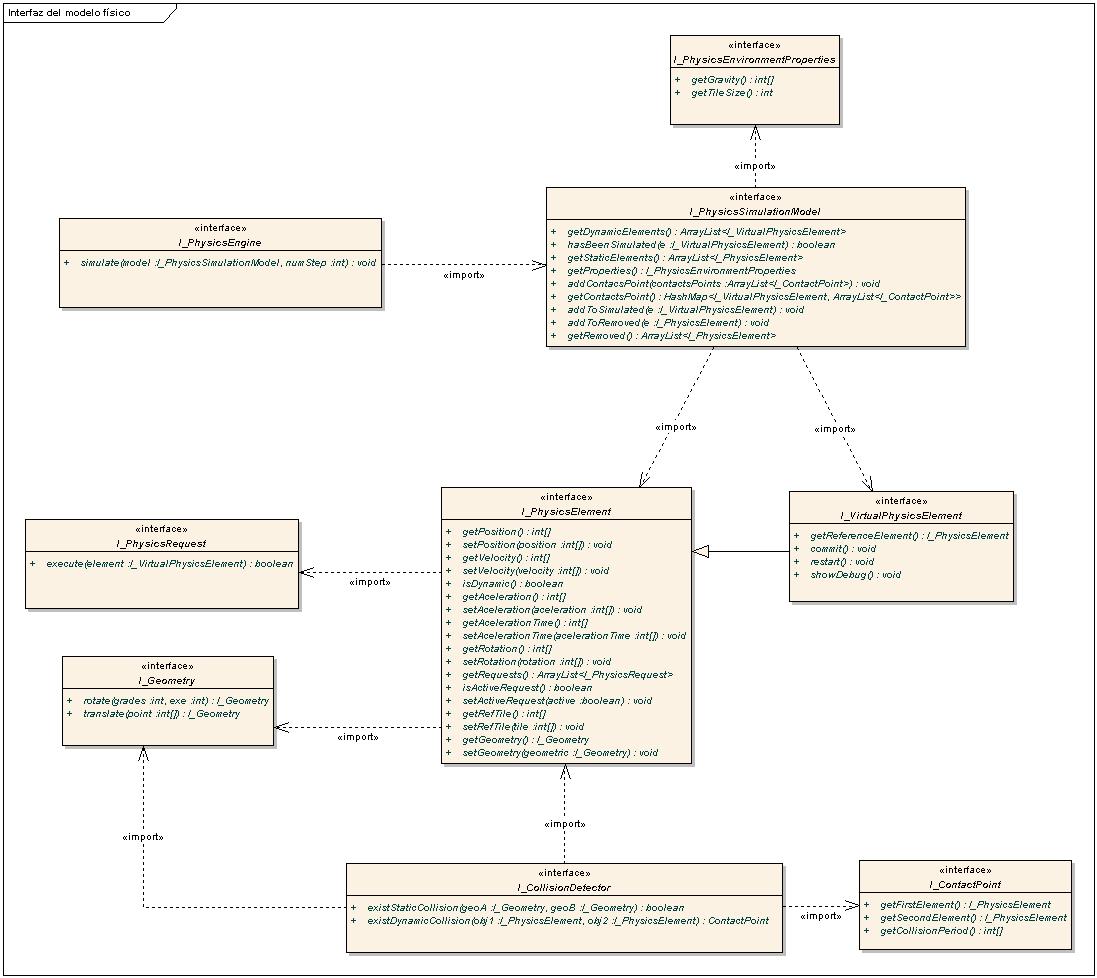 Interfaz del modelo físico
«interface»
I_PhysicsEnvironmentProperties
+ getGravity() : int[]
+ getTileSize() : int
«import»
«interface»
I_PhysicsSimulationModel
+ getDynamicElements() : ArrayList<I_VirtualPhysicsElement>
+ hasBeenSimulated(e :I_VirtualPhysicsElement) : boolean
+ getStaticElements() : ArrayList<I_PhysicsElement>
+ getProperties() : I_PhysicsEnvironmentProperties
+ addContacsPoint(contactsPoints :ArrayList<I_ContactPoint>) : void
+ getContactsPoint() : HashMap<I_VirtualPhysicsElement, ArrayList<I_ContactPoint>>
+ addToSimulated(e :I_VirtualPhysicsElement) : void
+ addToRemoved(e :I_PhysicsElement) : void
+ getRemoved() : ArrayList<I_PhysicsElement>
«interface»
I_PhysicsEngine
+ simulate(model :I_PhysicsSimulationModel, numStep :int) : void
«import»
«import»
«import»
«interface»
I_PhysicsElement
+ getPosition() : int[]
+ setPosition(position :int[]) : void
+ getVelocity() : int[]
+ setVelocity(velocity :int[]) : void
+ isDynamic() : boolean
+ getAceleration() : int[]
+ setAceleration(aceleration :int[]) : void
+ getAcelerationTime() : int[]
+ setAcelerationTime(acelerationTime :int[]) : void
+ getRotation() : int[]
+ setRotation(rotation :int[]) : void
+ getRequests() : ArrayList<I_PhysicsRequest>
+ isActiveRequest() : boolean
+ setActiveRequest(active :boolean) : void
+ getRefTile() : int[]
+ setRefTile(tile :int[]) : void
+ getGeometry() : I_Geometry
+ setGeometry(geometric :I_Geometry) : void
«interface»
I_VirtualPhysicsElement
+ getReferenceElement() : I_PhysicsElement
+ commit() : void
+ restart() : void
+ showDebug() : void
«interface»
I_PhysicsRequest
+ execute(element :I_VirtualPhysicsElement) : boolean
«import»
«interface»
I_Geometry
+ rotate(grades :int, exe :int) : I_Geometry
+ translate(point :int[]) : I_Geometry
«import»
«import»
«import»
«interface»
I_CollisionDetector
+ existStaticCollision(geoA :I_Geometry, geoB :I_Geometry) : boolean
+ existDynamicCollision(obj1 :I_PhysicsElement, obj2 :I_PhysicsElement) : ContactPoint
«import»
«interface»
I_ContactPoint
+ getFirstElement() : I_PhysicsElement
+ getSecondElement() : I_PhysicsElement
+ getCollisionPeriod() : int[]